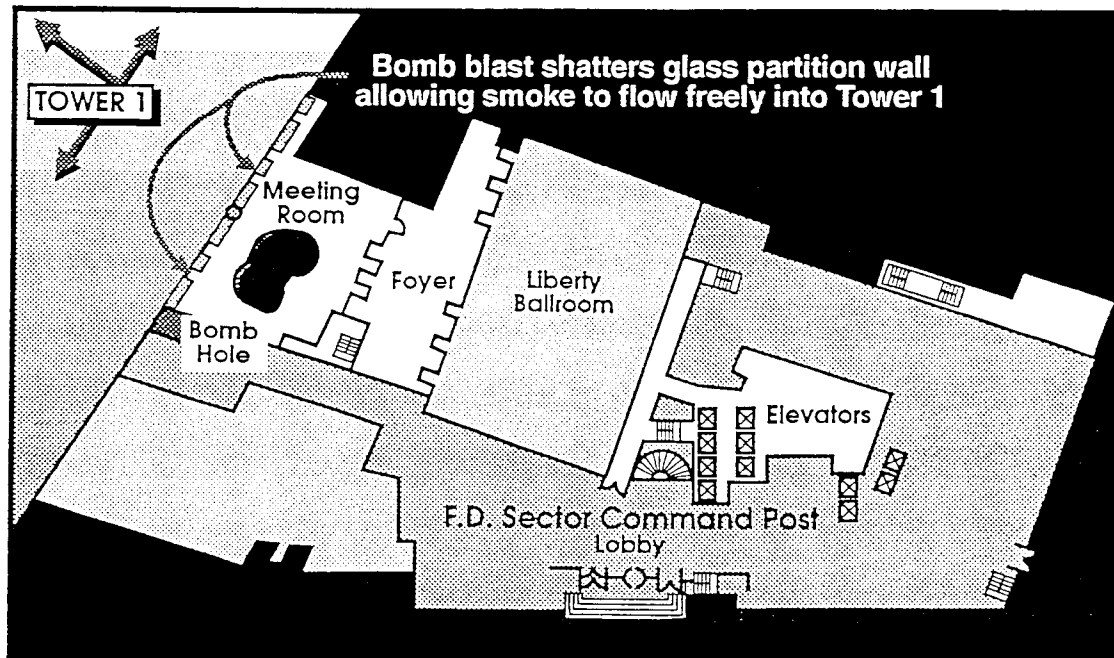 Bomb blast shatters glass partition wall
allowing smoke to flow freely into Tower 1
TOWER 1
Meeting
Room
Foyer
Liberty
Ballroom
Bomb
Hole
Elevators
F.D. Sector Command Post
Lobby